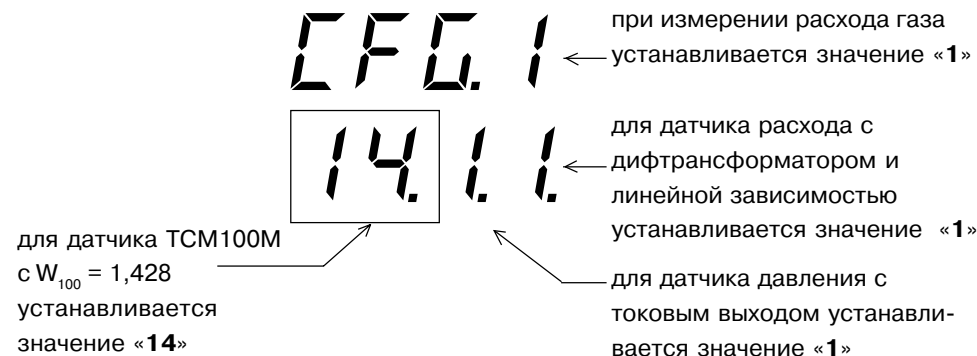 при измерении расхода газа
CFG.1
устанавливается значение «1»
для датчика расхода с
14.1.1.
дифтрансформатором и
линейной зависимостью
устанавливается значение «1»
для датчика ТСМ100М
с W₁₀₀ = 1,428
устанавливается
значение «14»
для датчика давления с
токовым выходом устанавли-
вается значение «1»